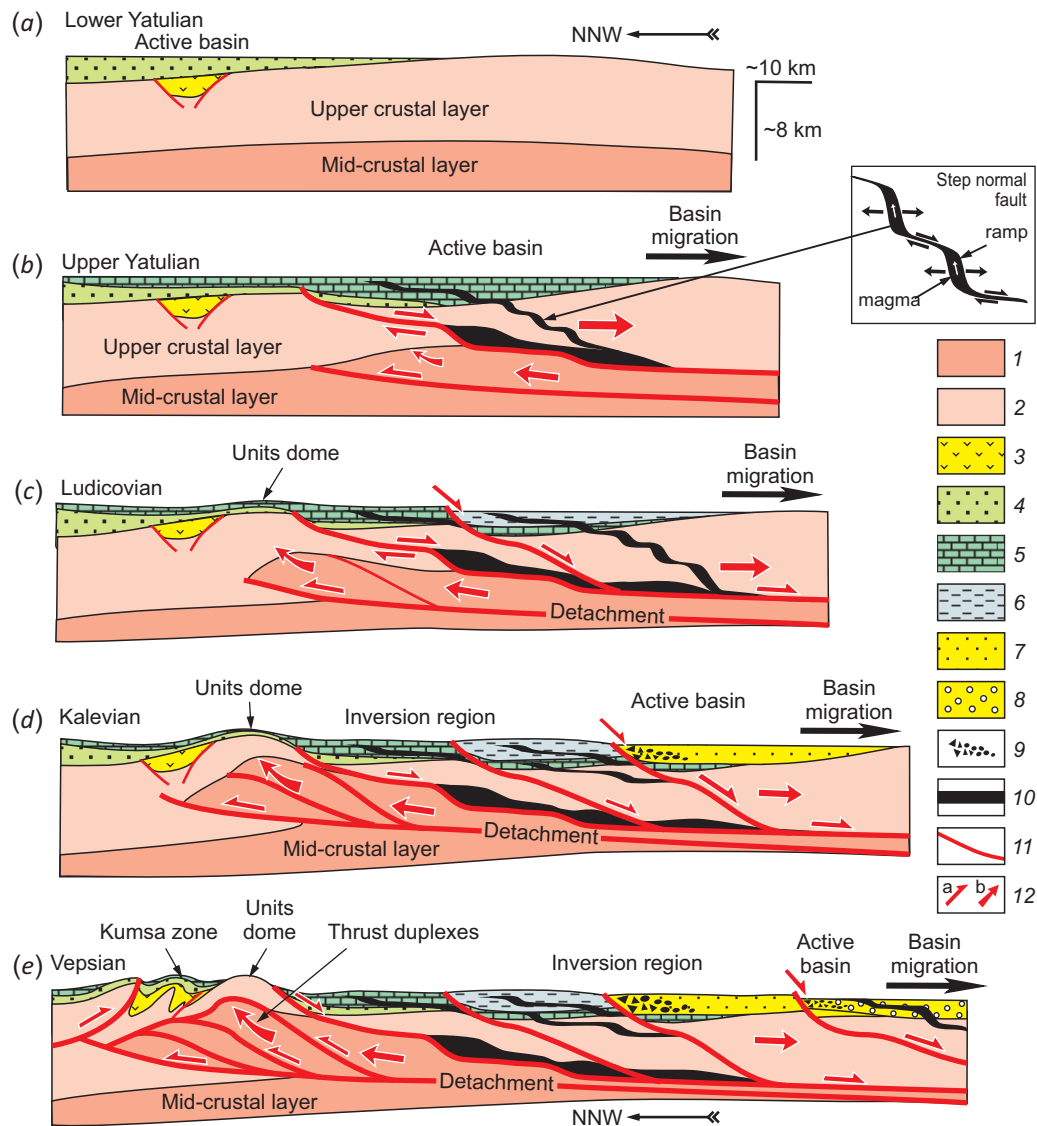 (a) Lower Yatulian
Active basin
NNW
~10 km
~8 km
Upper crustal layer
Mid-crustal layer
Step normal
fault
ramp
magma
(b) Upper Yatulian
Active basin
Basin
migration
Upper crustal layer
Mid-crustal layer
1
2
3
4
5
6
7
8
9
10
11
a b 12
(c) Ludicovian
Units dome
Basin
migration
Detachment
(d) Kalevian
Units dome
Inversion region
Active basin
Basin
migration
Detachment
Mid-crustal layer
(e) Vepsian
Kumsa zone
Units
dome
Thrust duplexes
Inversion region
Active
basin
Basin
migration
Detachment
Mid-crustal layer
NNW